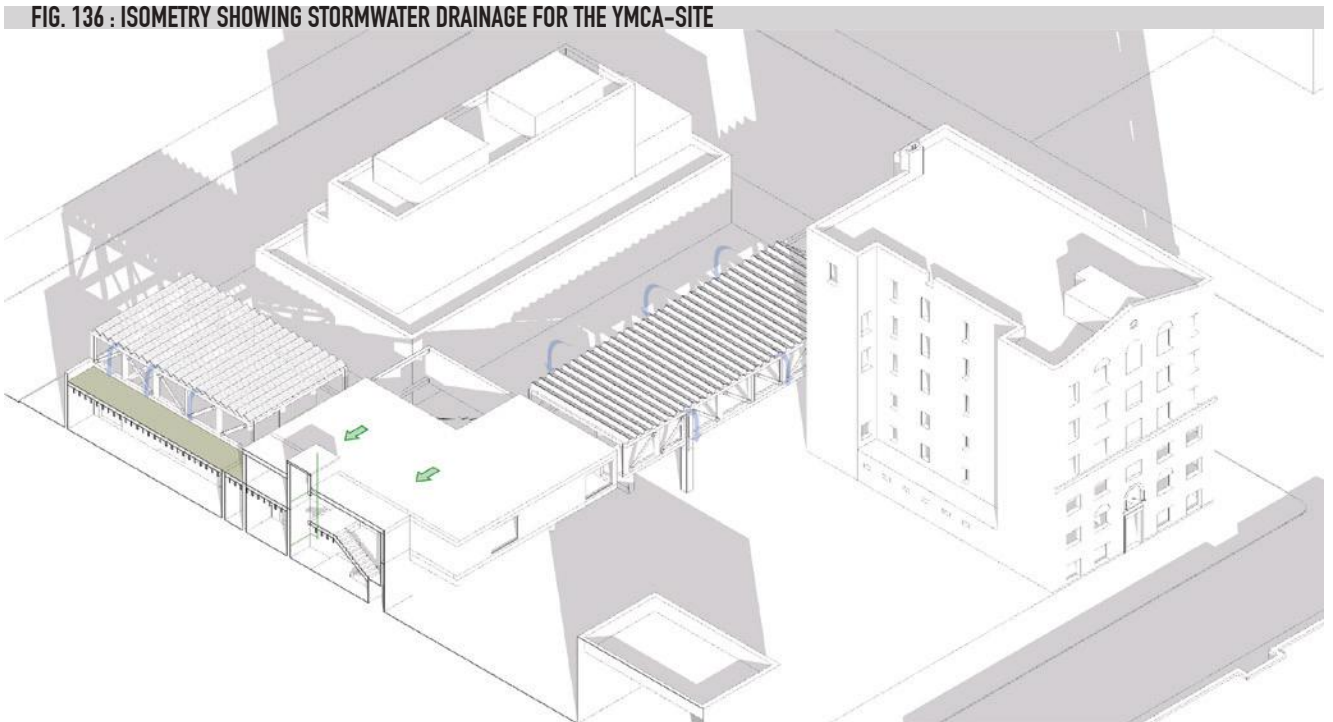 FIG. 136 : ISOMETRY SHOWING STORMWATER DRAINAGE FOR THE YMCA-SITE